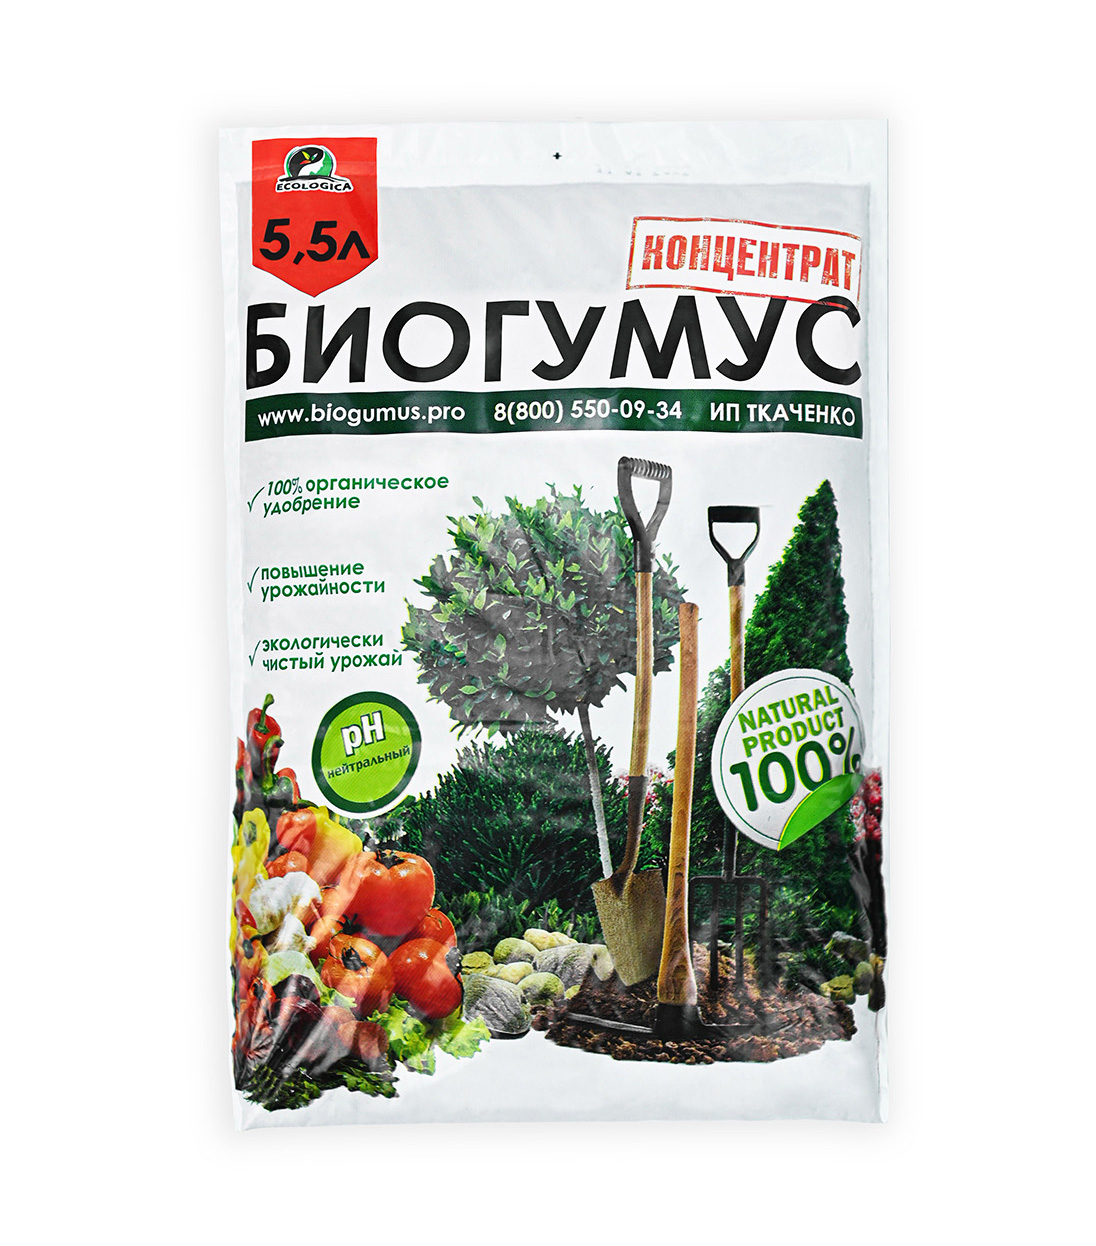 ECOLOGICA
5,5л
КОНЦЕНТРАТ
БИОГУМУС
www.biogumus.pro 8(800) 550-09-34 ИП ТКАЧЕНКО
100% органическое
удобрение
повышение
урожайности
экологически
чистый урожай
pH
нейтральный
NATURAL
PRODUCT
100%